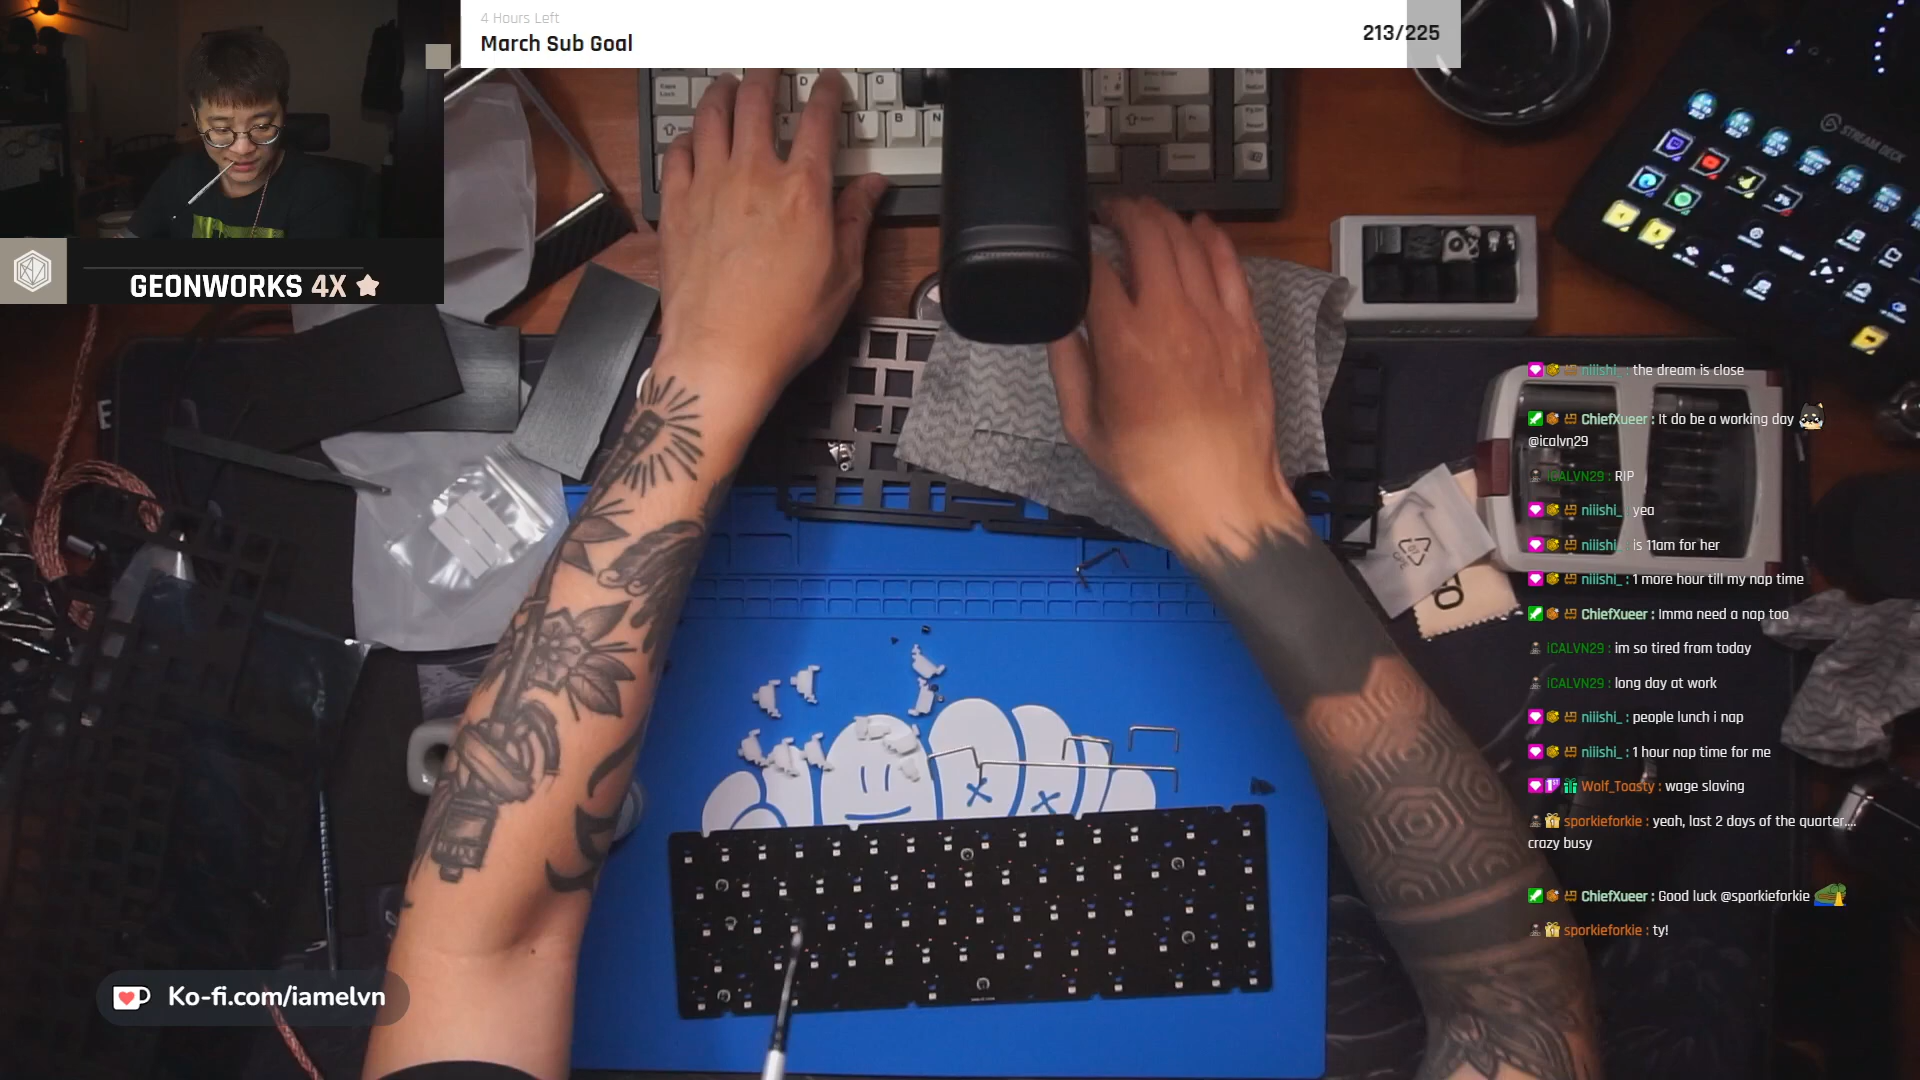 4 Hours Left
March Sub Goal
213/225
GEONWORKS 4X
STREAM DECK
D
G
X
V
B
N
niiishi_ : the dream is close
ChiefXueer : It do be a working day
@icalvn29
iCALVN29 : RIP
niiishi_ yea
niiishi_ is 11am for her
niiishi_ : 1 more hour till my nap time
ChiefXueer : Imma need a nap too
iCALVN29 : im so tired from today
iCALVN29 : long day at work
niiishi_ : people lunch i nap
niiishi_ : 1 hour nap time for me
Wolf_Toasty : wage slaving
sporkieforkie : yeah, last 2 days of the quarter....
crazy busy
ChiefXueer : Good luck @sporkieforkie
sporkieforkie : ty!
Ko-fi.com/iamelvn